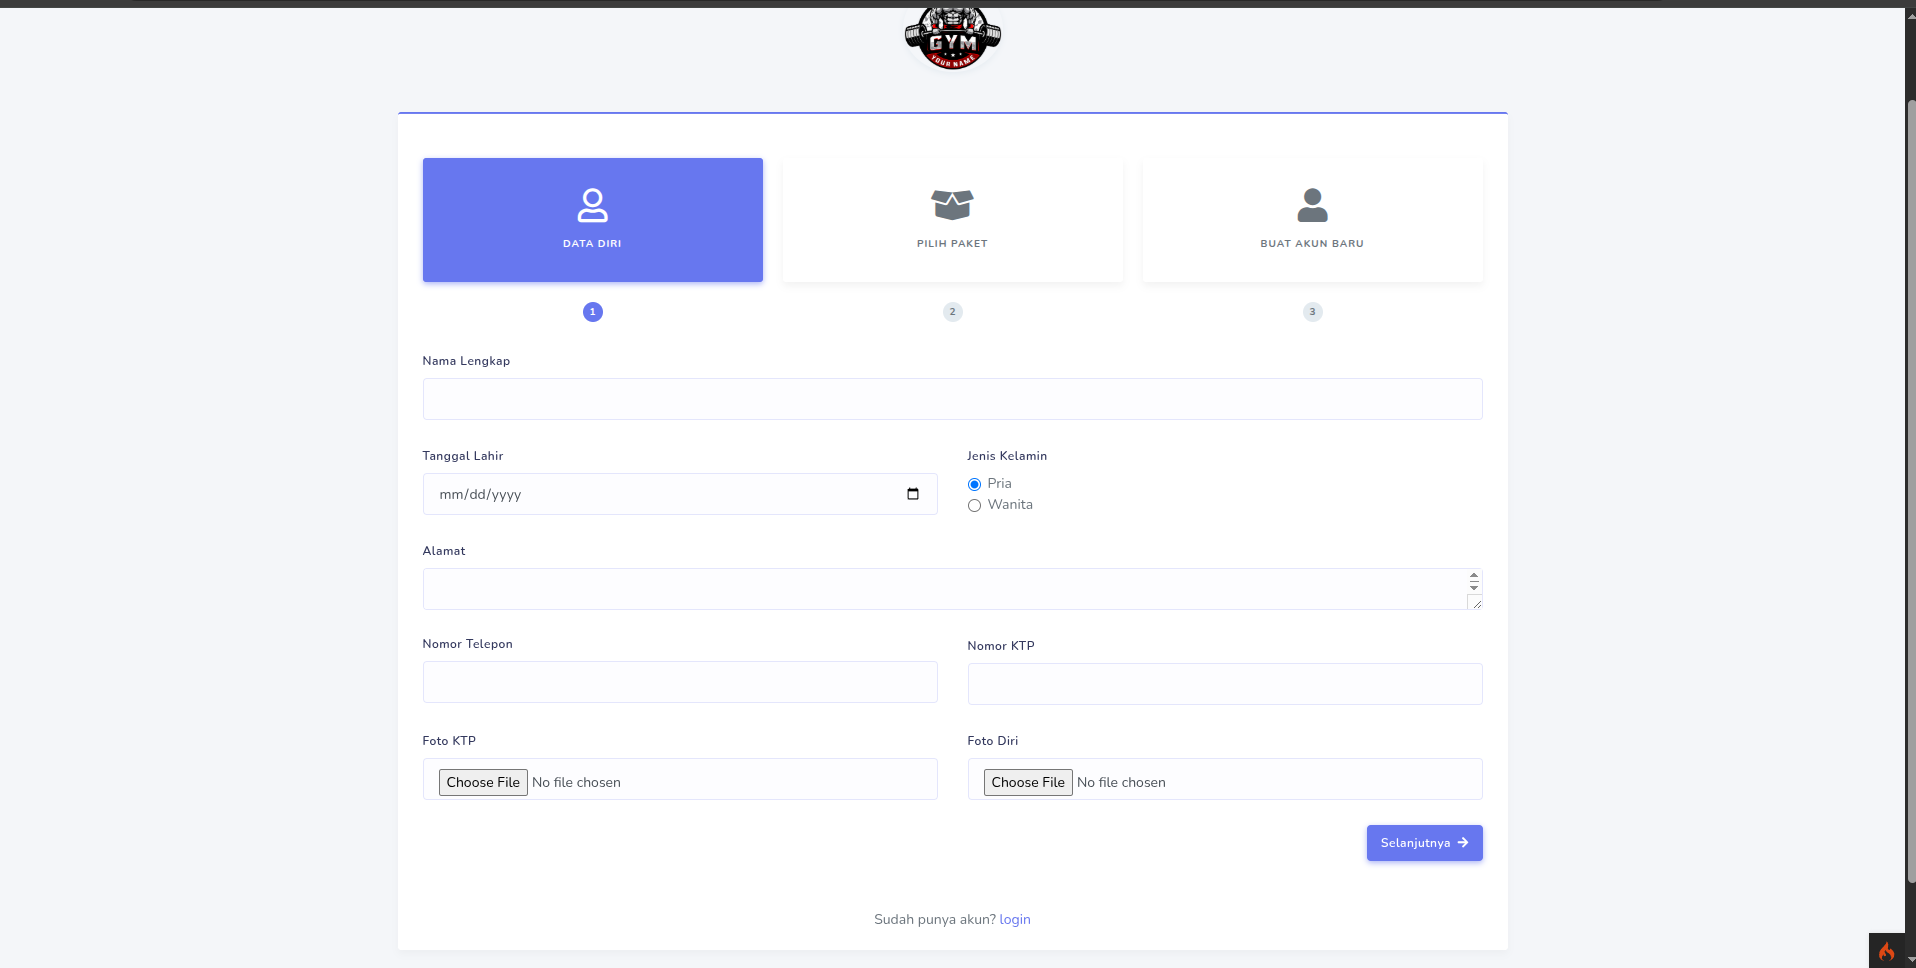 GYM
YOUR NAME
DATA DIRI
PILIH PAKET
BUAT AKUN BARU
1
2
3
Nama Lengkap
Tanggal Lahir
Jenis Kelamin
mm/dd/yyyy
Pria
Wanita
Alamat
Nomor Telepon
Nomor KTP
Foto KTP
Foto Diri
Choose File No file chosen
Choose File No file chosen
Selanjutnya
Sudah punya akun? login